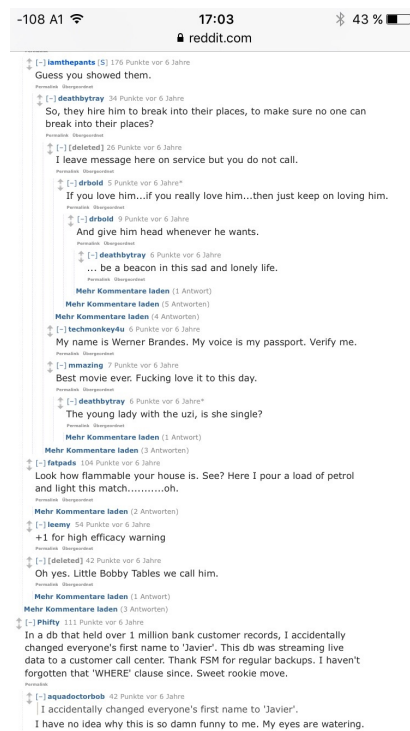 -108 A1 17:03 43 %
reddit.com
[–] iamthepants [S] 176 Punkte vor 6 Jahre
Guess you showed them.
Permalink Übergeordnet
[–] deathbytray 34 Punkte vor 6 Jahre
So, they hire him to break into their places, to make sure no one can
break into their places?
Permalink Übergeordnet
[–] [deleted] 26 Punkte vor 6 Jahre
I leave message here on service but you do not call.
Permalink Übergeordnet
[–] drbold 5 Punkte vor 6 Jahre*
If you love him...if you really love him...then just keep on loving him.
Permalink Übergeordnet
[–] drbold 9 Punkte vor 6 Jahre
And give him head whenever he wants.
Permalink Übergeordnet
[–] deathbytray 6 Punkte vor 6 Jahre
... be a beacon in this sad and lonely life.
Permalink Übergeordnet
Mehr Kommentare laden (1 Antwort)
Mehr Kommentare laden (5 Antworten)
Mehr Kommentare laden (4 Antworten)
[–] techmonkey4u 6 Punkte vor 6 Jahre
My name is Werner Brandes. My voice is my passport. Verify me.
Permalink Übergeordnet
[–] mmazing 7 Punkte vor 6 Jahre
Best movie ever. Fucking love it to this day.
Permalink Übergeordnet
[–] deathbytray 6 Punkte vor 6 Jahre*
The young lady with the uzi, is she single?
Permalink Übergeordnet
Mehr Kommentare laden (1 Antwort)
Mehr Kommentare laden (3 Antworten)
[–] fatpads 104 Punkte vor 6 Jahre
Look how flammable your house is. See? Here I pour a load of petrol
and light this match...........oh.
Permalink Übergeordnet
Mehr Kommentare laden (2 Antworten)
[–] leemy 54 Punkte vor 6 Jahre
+1 for high efficacy warning
Permalink Übergeordnet
[–] [deleted] 42 Punkte vor 6 Jahre
Oh yes. Little Bobby Tables we call him.
Permalink Übergeordnet
Mehr Kommentare laden (1 Antwort)
Mehr Kommentare laden (3 Antworten)
[–] Phifty 111 Punkte vor 6 Jahre
In a db that held over 1 million bank customer records, I accidentally
changed everyone's first name to 'Javier'. This db was streaming live
data to a customer call center. Thank FSM for regular backups. I haven't
forgotten that 'WHERE' clause since. Sweet rookie move.
Permalink
[–] aquadoctorbob 42 Punkte vor 6 Jahre
I accidentally changed everyone's first name to 'Javier'.
I have no idea why this is so damn funny to me. My eyes are watering.